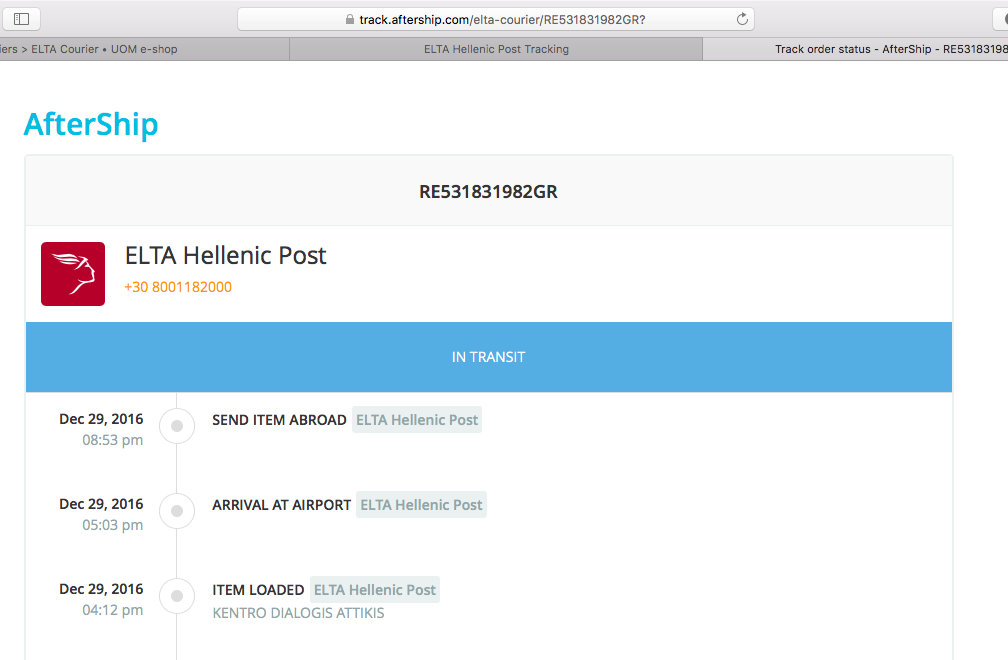 track.aftership.com/elta-courier/RE531831982GR?
iers > ELTA Courier • UOM e-shop
ELTA Hellenic Post Tracking
Track order status - AfterShip - RE53183198
AfterShip
RE531831982GR
ELTA Hellenic Post
+30 8001182000
IN TRANSIT
Dec 29, 2016 SEND ITEM ABROAD ELTA Hellenic Post
08:53 pm
Dec 29, 2016 ARRIVAL AT AIRPORT ELTA Hellenic Post
05:03 pm
Dec 29, 2016 ITEM LOADED ELTA Hellenic Post
04:12 pm KENTRO DIALOGIS ATTIKIS